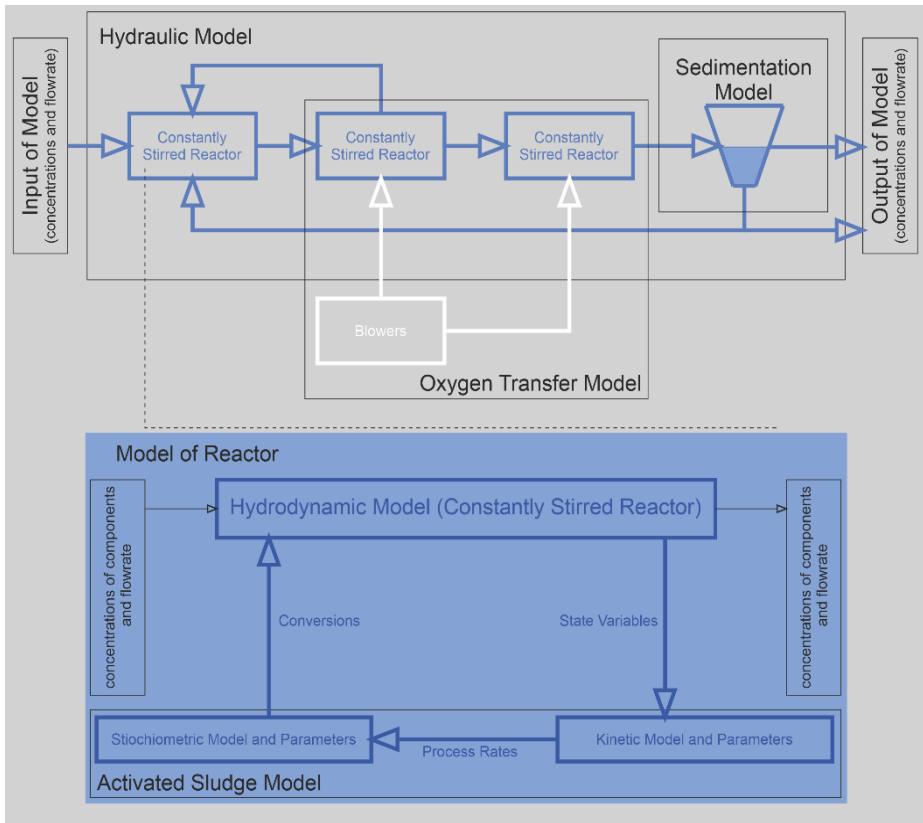 Hydraulic Model
Input of Model
(concentrations and flowrate)
Constantly
Stirred Reactor
Constantly
Stirred Reactor
Constantly
Stirred Reactor
Sedimentation
Model
Output of Model
(concentrations and flowrate)
Blowers
Oxygen Transfer Model
Model of Reactor
concentrations of components
and flowrate
Hydrodynamic Model (Constantly Stirred Reactor)
concentrations of components
and flowrate
Conversions
State Variables
Stiochiometric Model and Parameters
Process Rates
Kinetic Model and Parameters
Activated Sludge Model